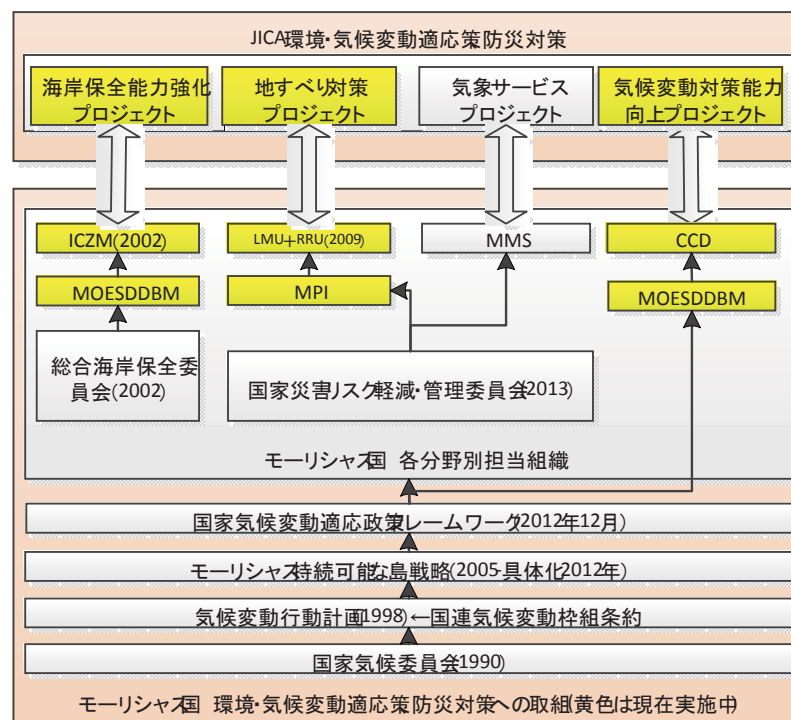 JICA環境・気候変動適応策防災対策
海岸保全能力強化
プロジェクト
地すべり対策
プロジェクト
気象サービス
プロジェクト
気候変動対策能力
向上プロジェクト
ICZM(2002)
LMU+RRU(2009)
MMS
CCD
MOESDDBM
MPI
MOESDDBM
総合海岸保全委
員会(2002)
国家災害リスク軽減・管理委員会(2013)
モーリシャス国 各分野別担当組織
国家気候変動適応政策フレームワーク(2012年12月)
モーリシャス持続可能な島戦略(2005-具体化2012年)
気候変動行動計画(1998)←国連気候変動枠組条約
国家気候委員会(1990)
モーリシャス国 環境・気候変動適応策防災対策への取組(黄色は現在実施中)